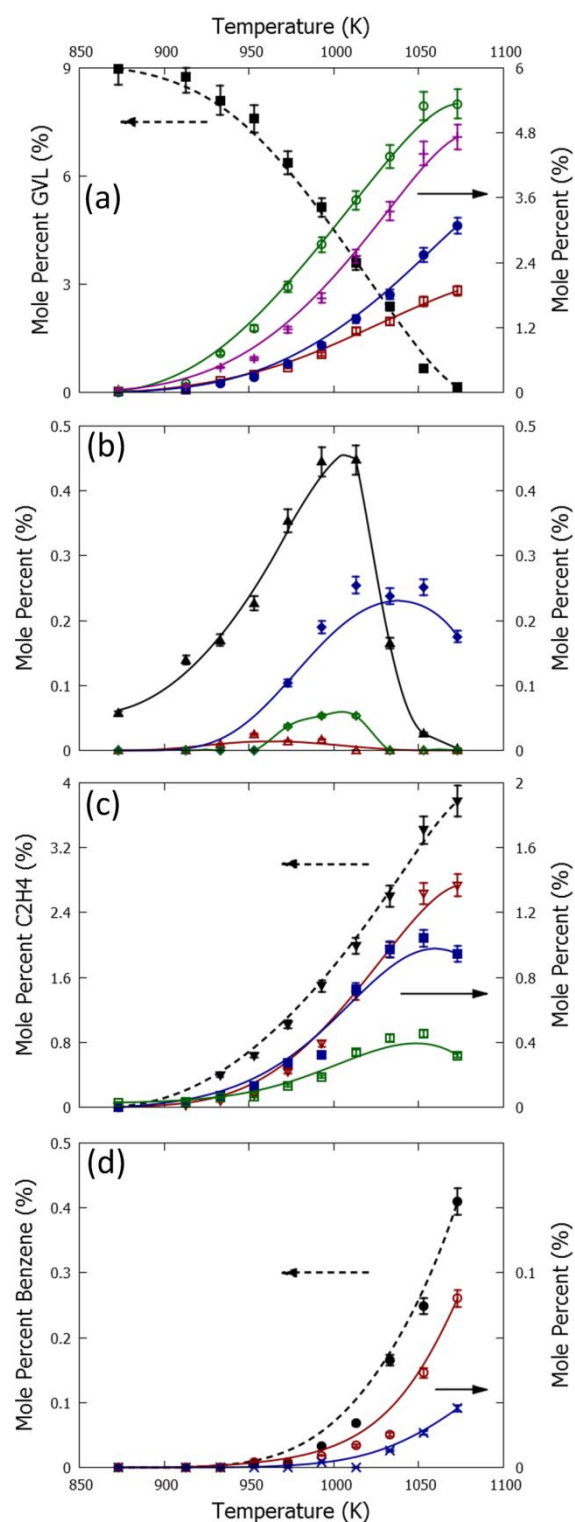 Temperature (K)
850 900 950 1000 1050 1100
9 6
6 4.8
3.6
3 2.4
1.2
0 0
Mole Percent GVL (%)
(a)
Mole Percent (%)
0.5 0.5
0.4 0.4
0.3 0.3
0.2 0.2
0.1 0.1
0 0
Mole Percent (%)
(b)
Mole Percent (%)
4 2
3.2 1.6
2.4 1.2
1.6 0.8
0.8 0.4
0 0
Mole Percent C2H4 (%)
(c)
Mole Percent (%)
0.5
0.4
0.3 0.1
0.2
0.1
0 0
Mole Percent Benzene (%)
(d)
Mole Percent (%)
850 900 950 1000 1050 1100
Temperature (K)